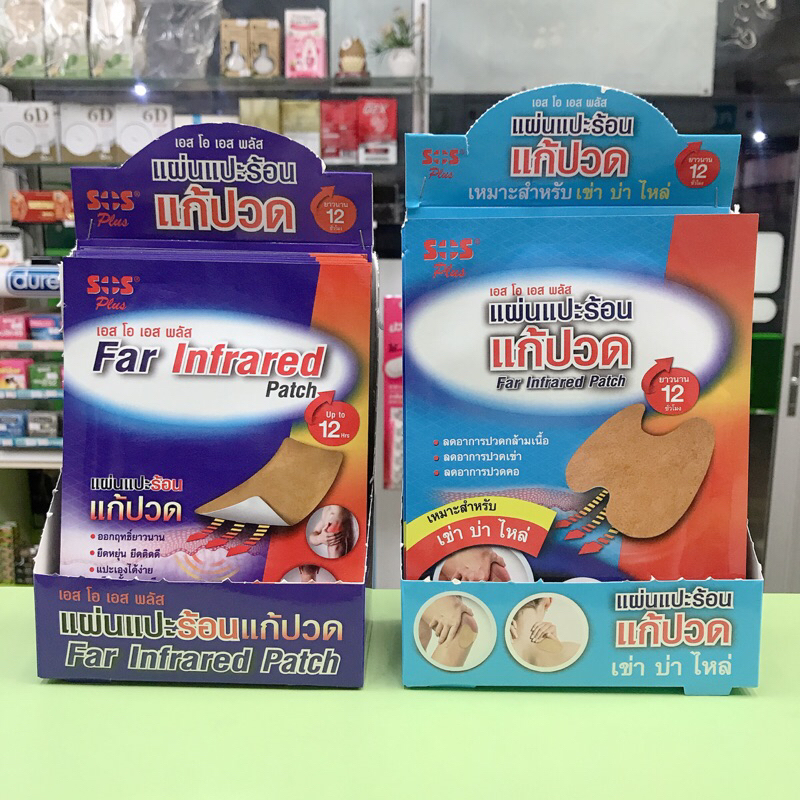 6D
6D
6D
durex
เอส โอ เอส พลัส
แผ่นแปะร้อน
แก้ปวด
SOS
Plus
ยาวนาน
12
ชั่วโมง
SOS
Plus
เอส โอ เอส พลัส
Far Infrared
Patch
Up to
12 Hrs
แผ่นแปะร้อน
แก้ปวด
• ออกฤทธิ์ยาวนาน
• ยืดหยุ่น ยึดติดดี
• แปะเองได้ง่าย
เอส โอ เอส พลัส
แผ่นแปะร้อนแก้ปวด
Far Infrared Patch
เอส โอ เอส พลัส
แผ่นแปะร้อน
แก้ปวด
SOS
Plus
ยาวนาน
12
ชั่วโมง
เหมาะสำหรับ เข่า บ่า ไหล่
SOS
Plus
เอส โอ เอส พลัส
แผ่นแปะร้อน
แก้ปวด
Far Infrared Patch
ยาวนาน
12
ชั่วโมง
• ลดอาการปวดกล้ามเนื้อ
• ลดอาการปวดเข่า
• ลดอาการปวดคอ
เหมาะสำหรับ
เข่า บ่า ไหล่
แผ่นแปะร้อน
แก้ปวด
เข่า บ่า ไหล่